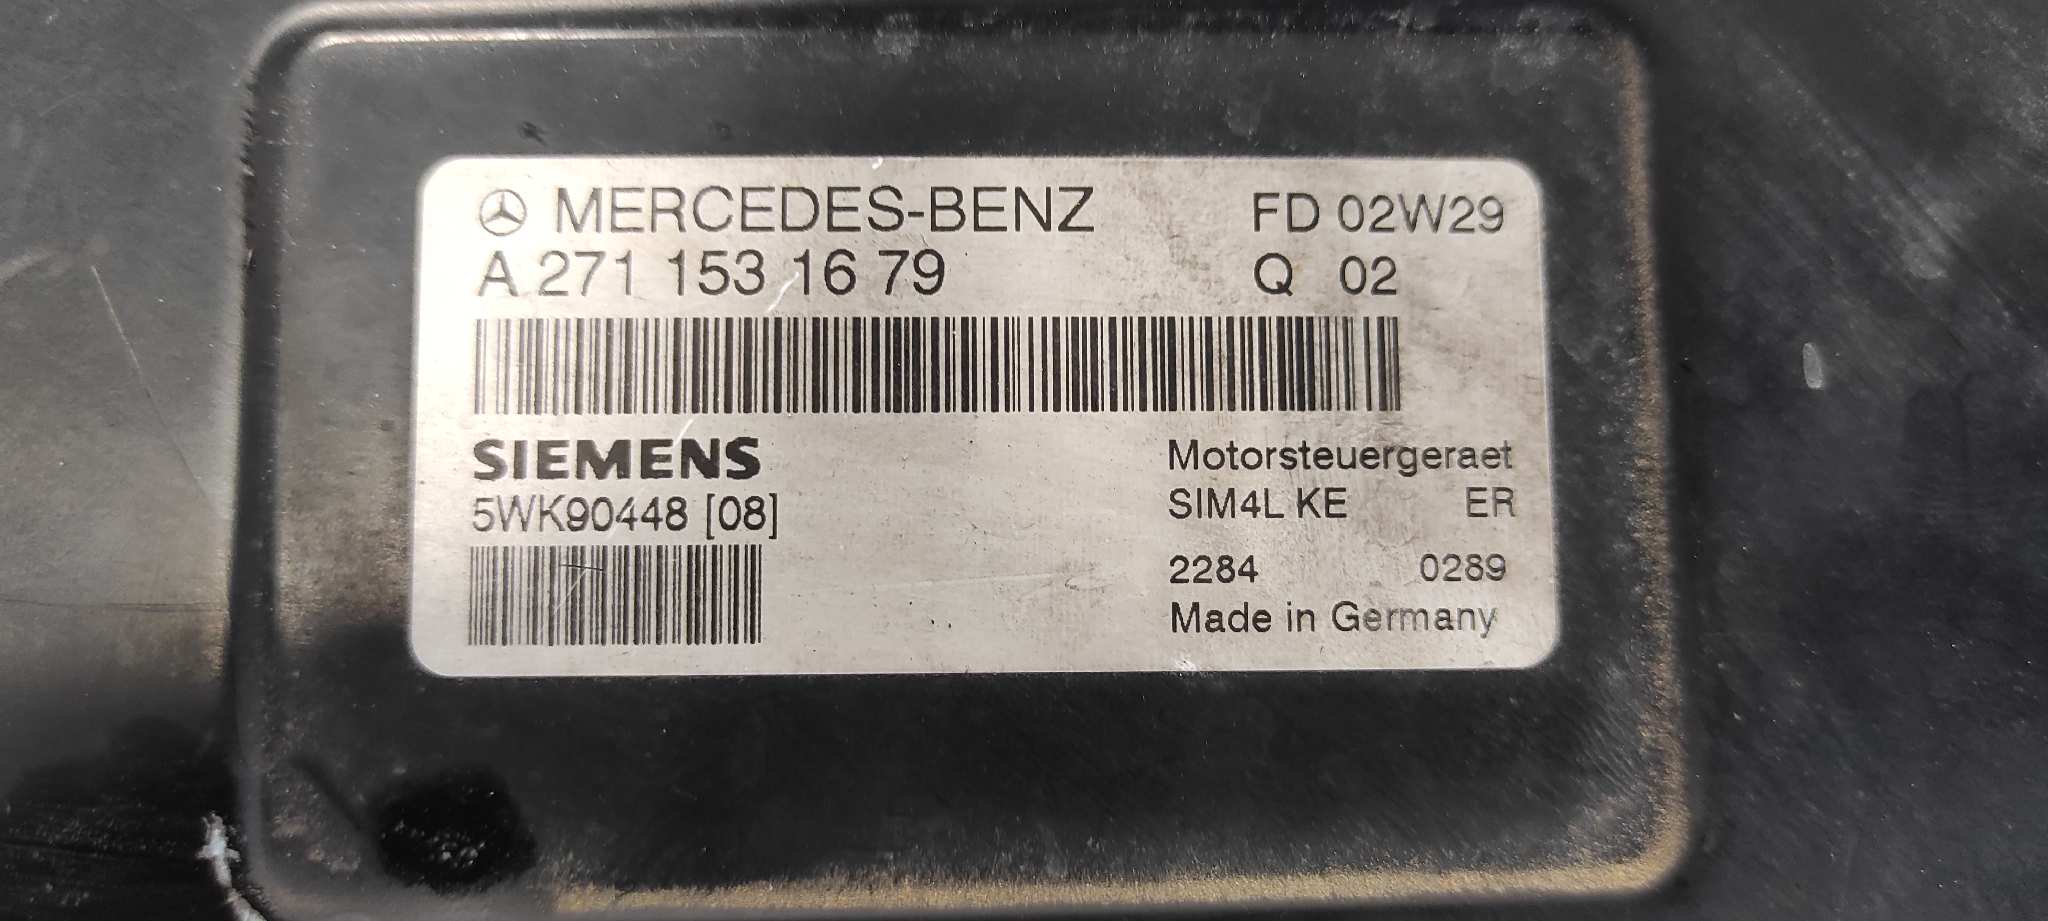 MERCEDES-BENZ FD 02W29
A 271 153 16 79 Q 02
SIEMENS
5WK90448 [08]
Motorsteuergeraet
SIM4L KE ER
2284 0289
Made in Germany